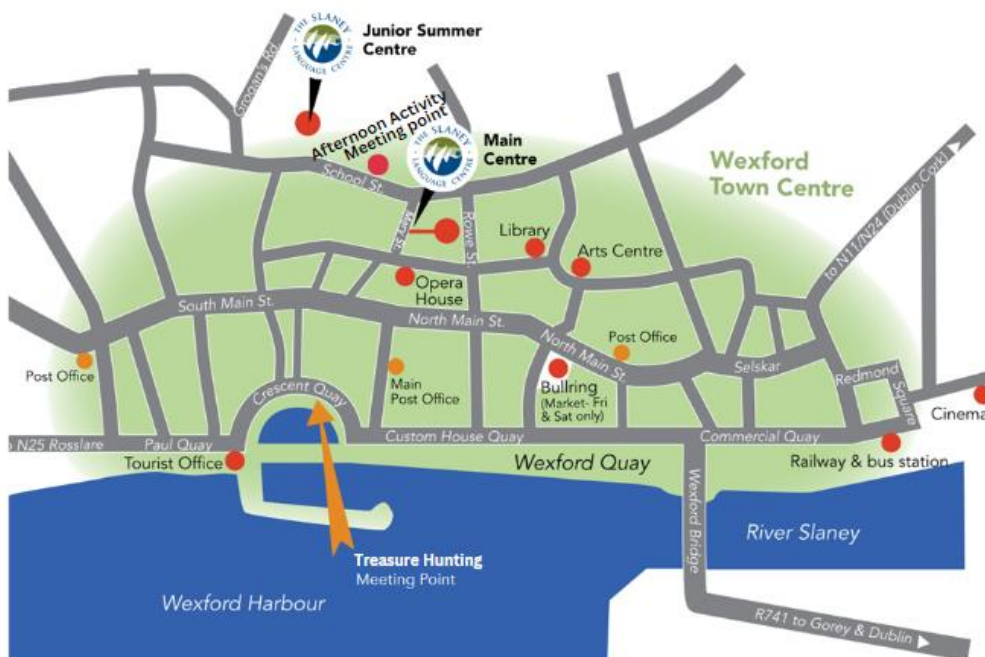 THE SLANEY
LANGUAGE CENTRE
Junior Summer
Centre
Grogan's Rd.
Afternoon Activity
Meeting point
THE SLANEY
LANGUAGE CENTRE
Main
Centre
Wexford
Town Centre
to N11/N24 (Dublin,Cork)
School St.
Mary St.
Rowe St.
Library
Arts Centre
Opera
House
South Main St.
North Main St.
North Main St.
Post Office
Post Office
Main
Post Office
Bullring
(Market- Fri
& Sat only)
Selskar
Redmond
Square
Cinema
Crescent Quay
o N25 Rosslare
Paul Quay
Custom House Quay
Commercial Quay
Tourist Office
Wexford Quay
Railway & bus station
Wexford Bridge
River Slaney
Treasure Hunting
Meeting Point
Wexford Harbour
R741 to Gorey & Dublin